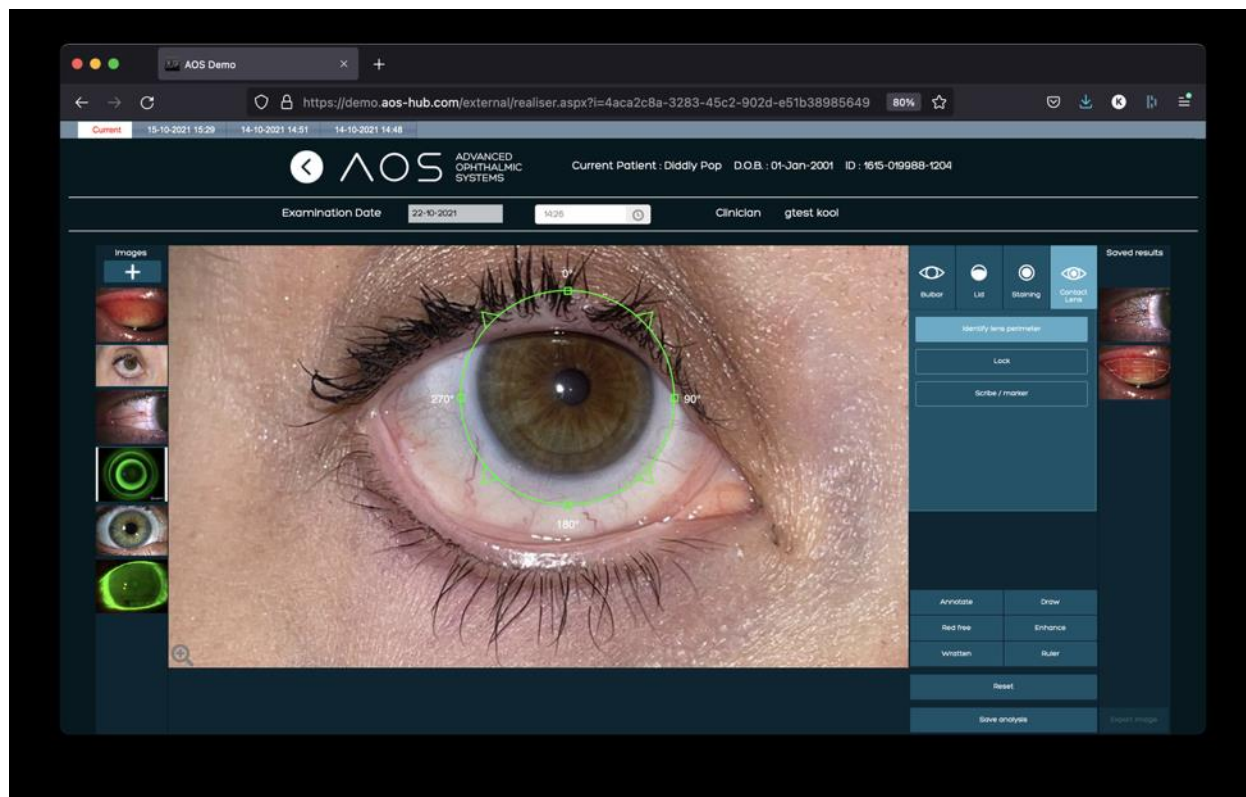 AOS Demo
https://demo.aos-hub.com/external/realiser.aspx?i=4aca2c8a-3283-45c2-902d-e51b38985649 80%
Current 15-10-2021 15:29 14-10-2021 14:51 14-10-2021 14:48
AOS ADVANCED OPHTHALMIC SYSTEMS
Current Patient : Diddly Pop D.O.B. : 01-Jan-2001 ID : 1615-019988-1204
Examination Date 22-10-2021 14:26 Clinician gtest kool
Images
Saved results
Bulbar Lid Staining Contact Lens
Identify lens perimeter
Lock
Scribe / marker
0°
270° 90°
180°
Annotate Draw
Red free Enhance
Wratten Ruler
Reset
Save analysis Export image